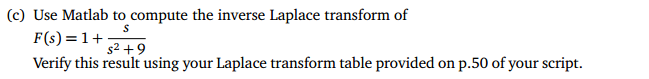 (c) Use Matlab to compute the inverse Laplace transform of
F(s) = 1 + s / (s² + 9)
Verify this result using your Laplace transform table provided on p.50 of your script.